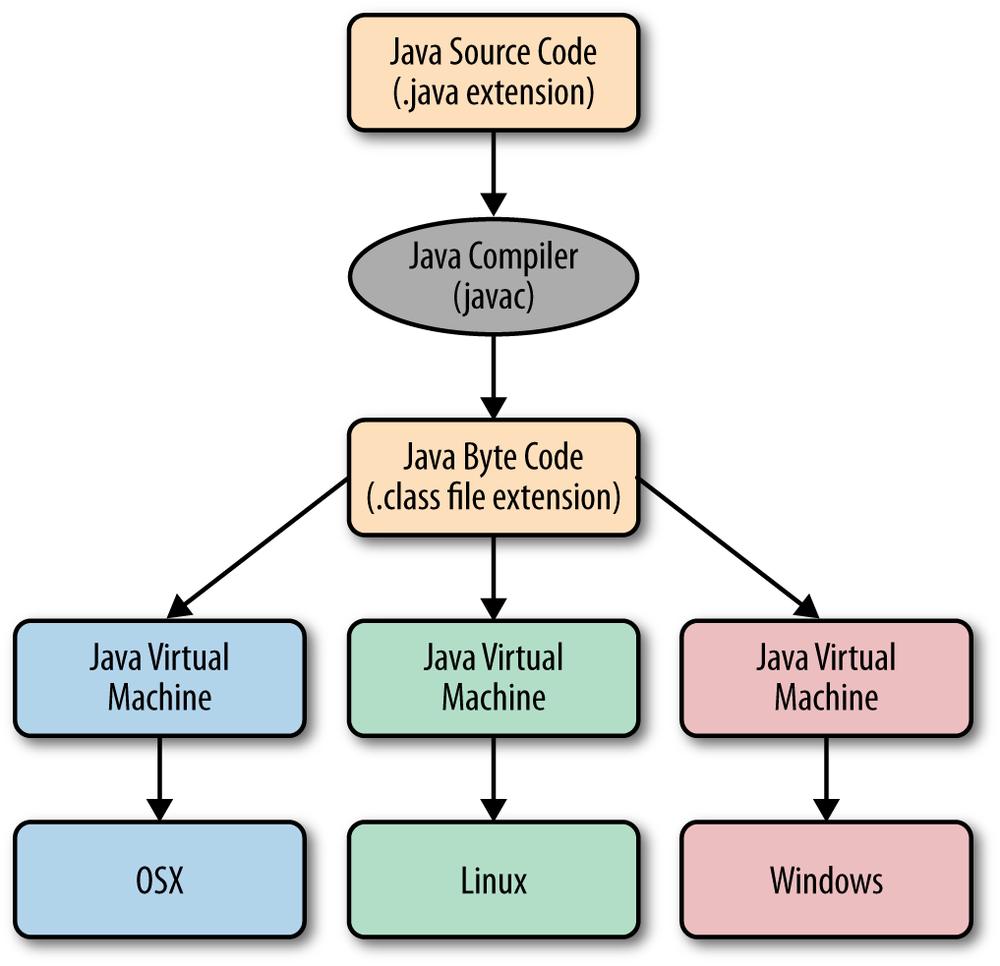 Java Source Code
(.java extension)
Java Compiler
(javac)
Java Byte Code
(.class file extension)
Java Virtual
Machine
Java Virtual
Machine
Java Virtual
Machine
OSX
Linux
Windows